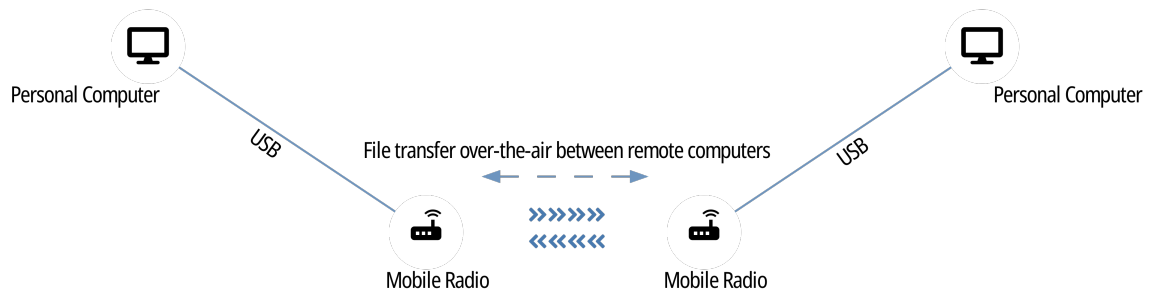 Personal Computer
Personal Computer
USB
USB
File transfer over-the-air between remote computers
Mobile Radio
Mobile Radio